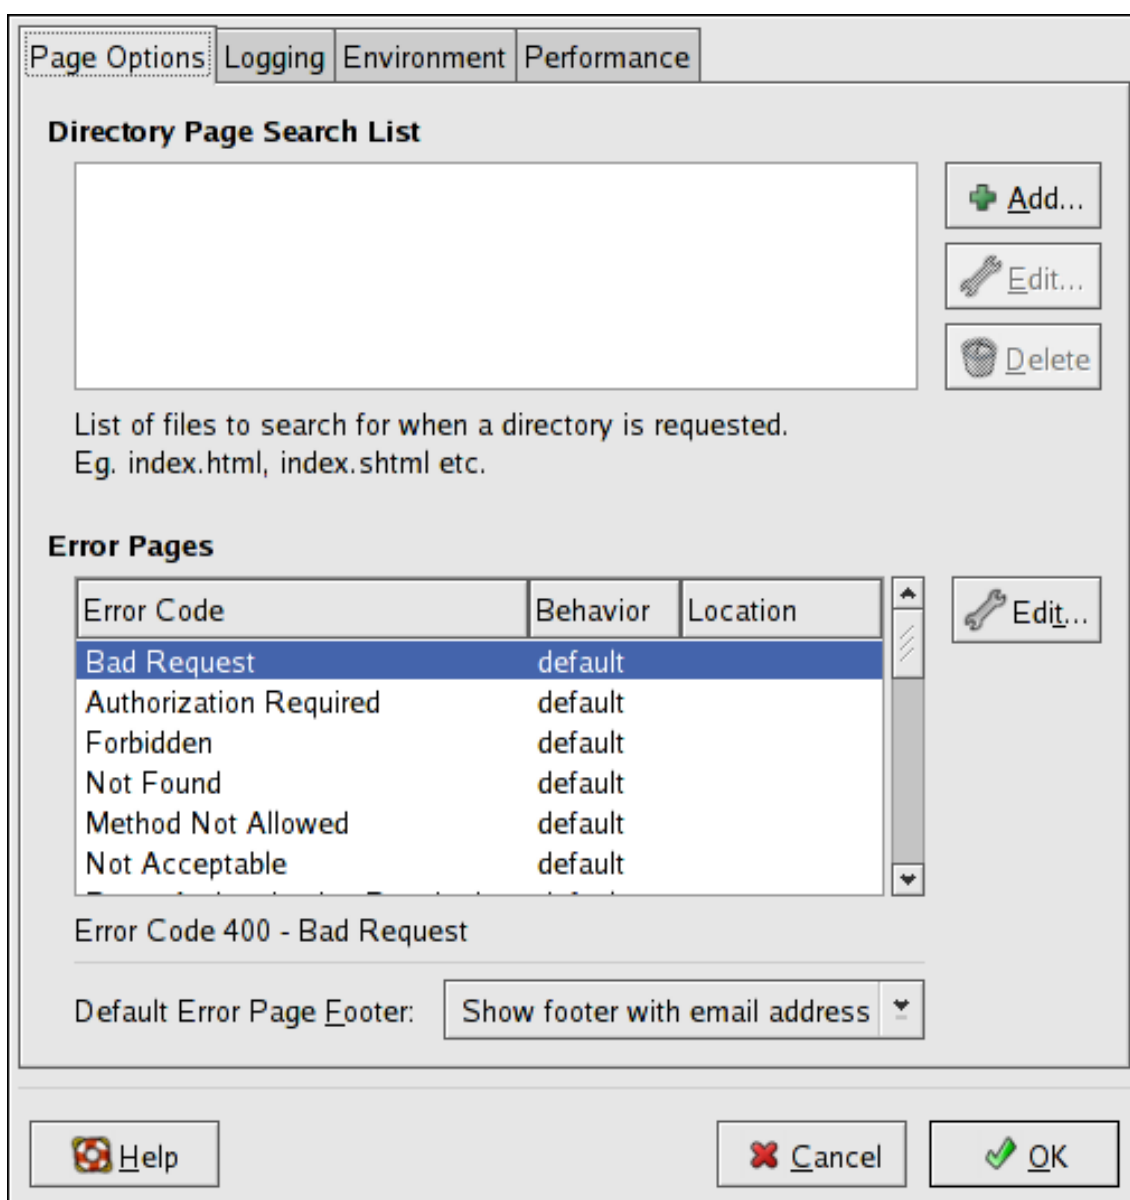 Page Options Logging Environment Performance
Directory Page Search List
Add...
Edit...
Delete
List of files to search for when a directory is requested.
Eg. index.html, index.shtml etc.
Error Pages
Error Code Behavior Location
Edit...
Bad Request default
Authorization Required default
Forbidden default
Not Found default
Method Not Allowed default
Not Acceptable default
Error Code 400 - Bad Request
Default Error Page Footer: Show footer with email address
Help Cancel OK